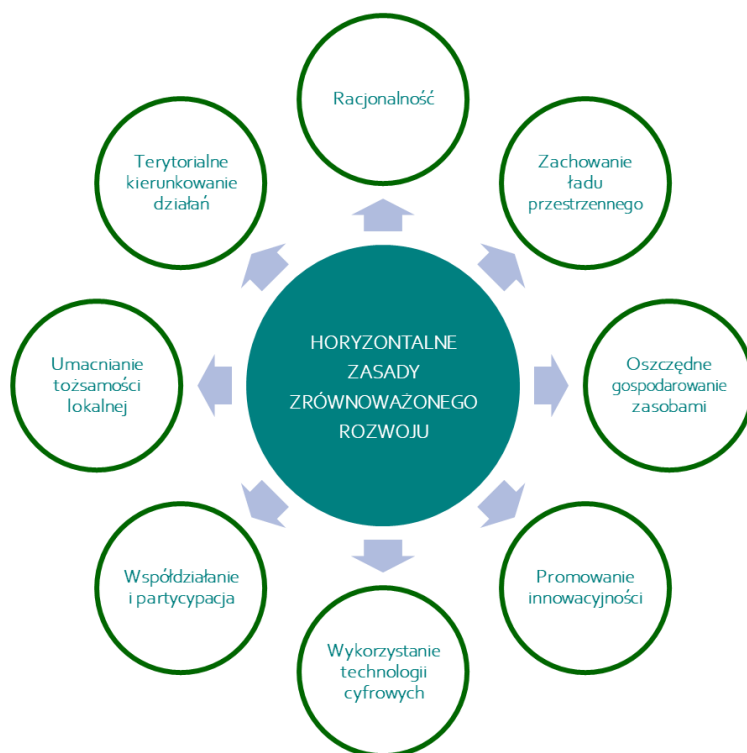 Racjonalność
Zachowanie
ładu
przestrzennego
Oszczędne
gospodarowanie
zasobami
Promowanie
innowacyjności
Wykorzystanie
technologii
cyfrowych
Współdziałanie
i partycypacja
Umacnianie
tożsamości
lokalnej
Terytorialne
kierunkowanie
działań
HORYZONTALNE
ZASADY
ZRÓWNOWAŻONEGO
ROZWOJU